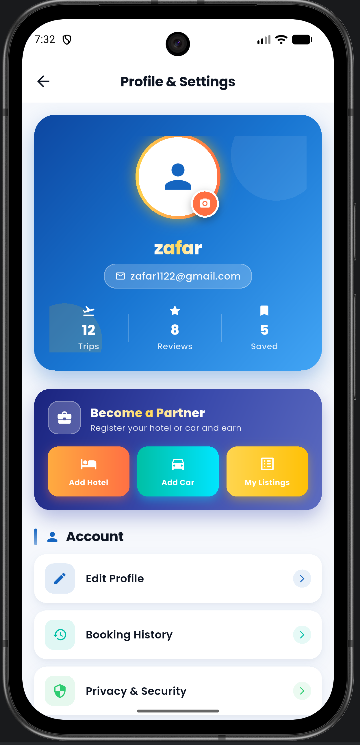 7:32
Profile & Settings
zafar
zafar1122@gmail.com
12 8 5
Trips Reviews Saved
Become a Partner
Register your hotel or car and earn
Add Hotel Add Car My Listings
Account
Edit Profile
Booking History
Privacy & Security